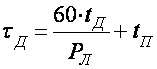 τ_Д = 60·t_Д / P_Л + t_П